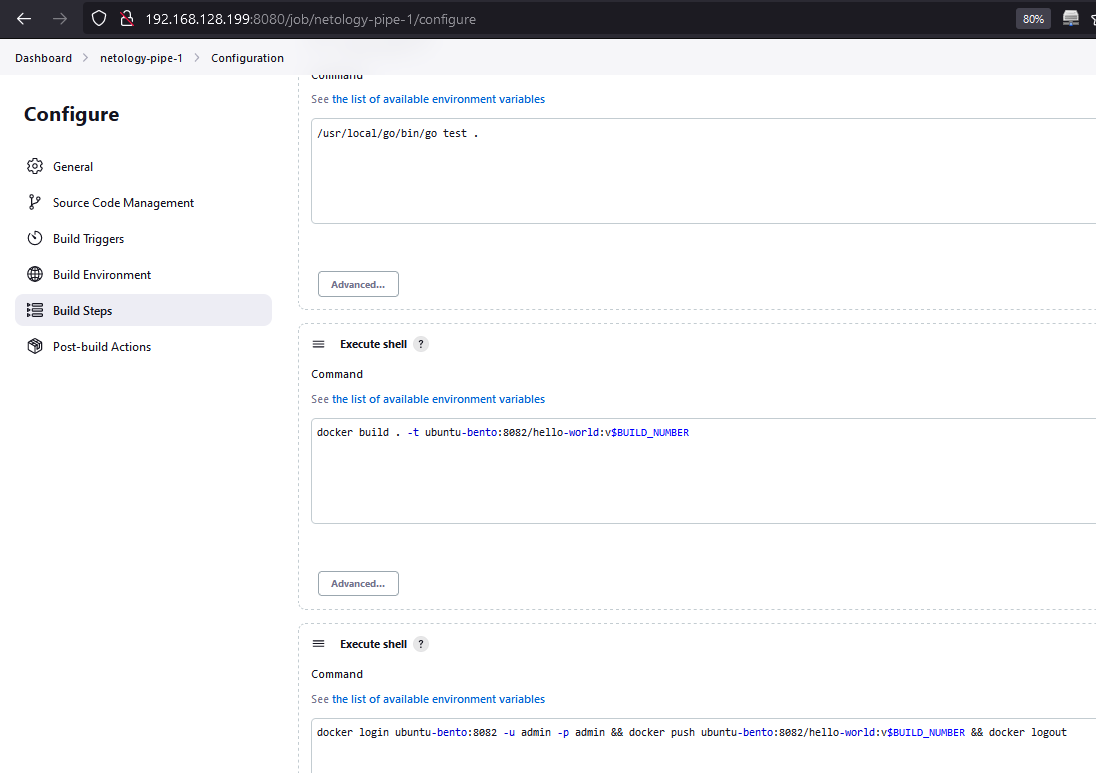 192.168.128.199:8080/job/netology-pipe-1/configure
80%
Dashboard
netology-pipe-1
Configuration
Configure
General
Source Code Management
Build Triggers
Build Environment
Build Steps
Post-build Actions
Command
See the list of available environment variables
/usr/local/go/bin/go test .
Advanced...
Execute shell ?
Command
See the list of available environment variables
docker build . -t ubuntu-bento:8082/hello-world:v$BUILD_NUMBER
Advanced...
Execute shell ?
Command
See the list of available environment variables
docker login ubuntu-bento:8082 -u admin -p admin && docker push ubuntu-bento:8082/hello-world:v$BUILD_NUMBER && docker logout